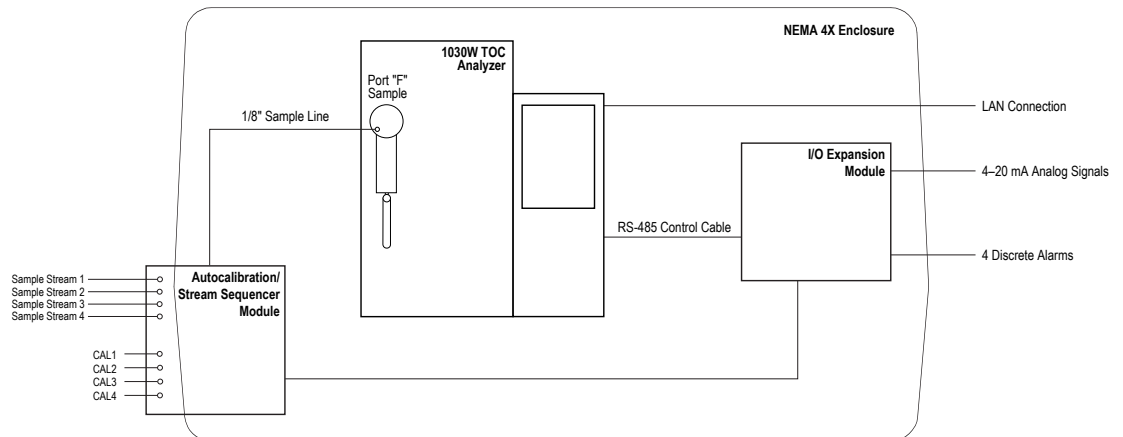 NEMA 4X Enclosure
1030W TOC
Analyzer
Port "F"
Sample
1/8" Sample Line
LAN Connection
I/O Expansion
Module
4–20 mA Analog Signals
RS-485 Control Cable
4 Discrete Alarms
Autocalibration/
Stream Sequencer
Module
Sample Stream 1
Sample Stream 2
Sample Stream 3
Sample Stream 4
CAL1
CAL2
CAL3
CAL4